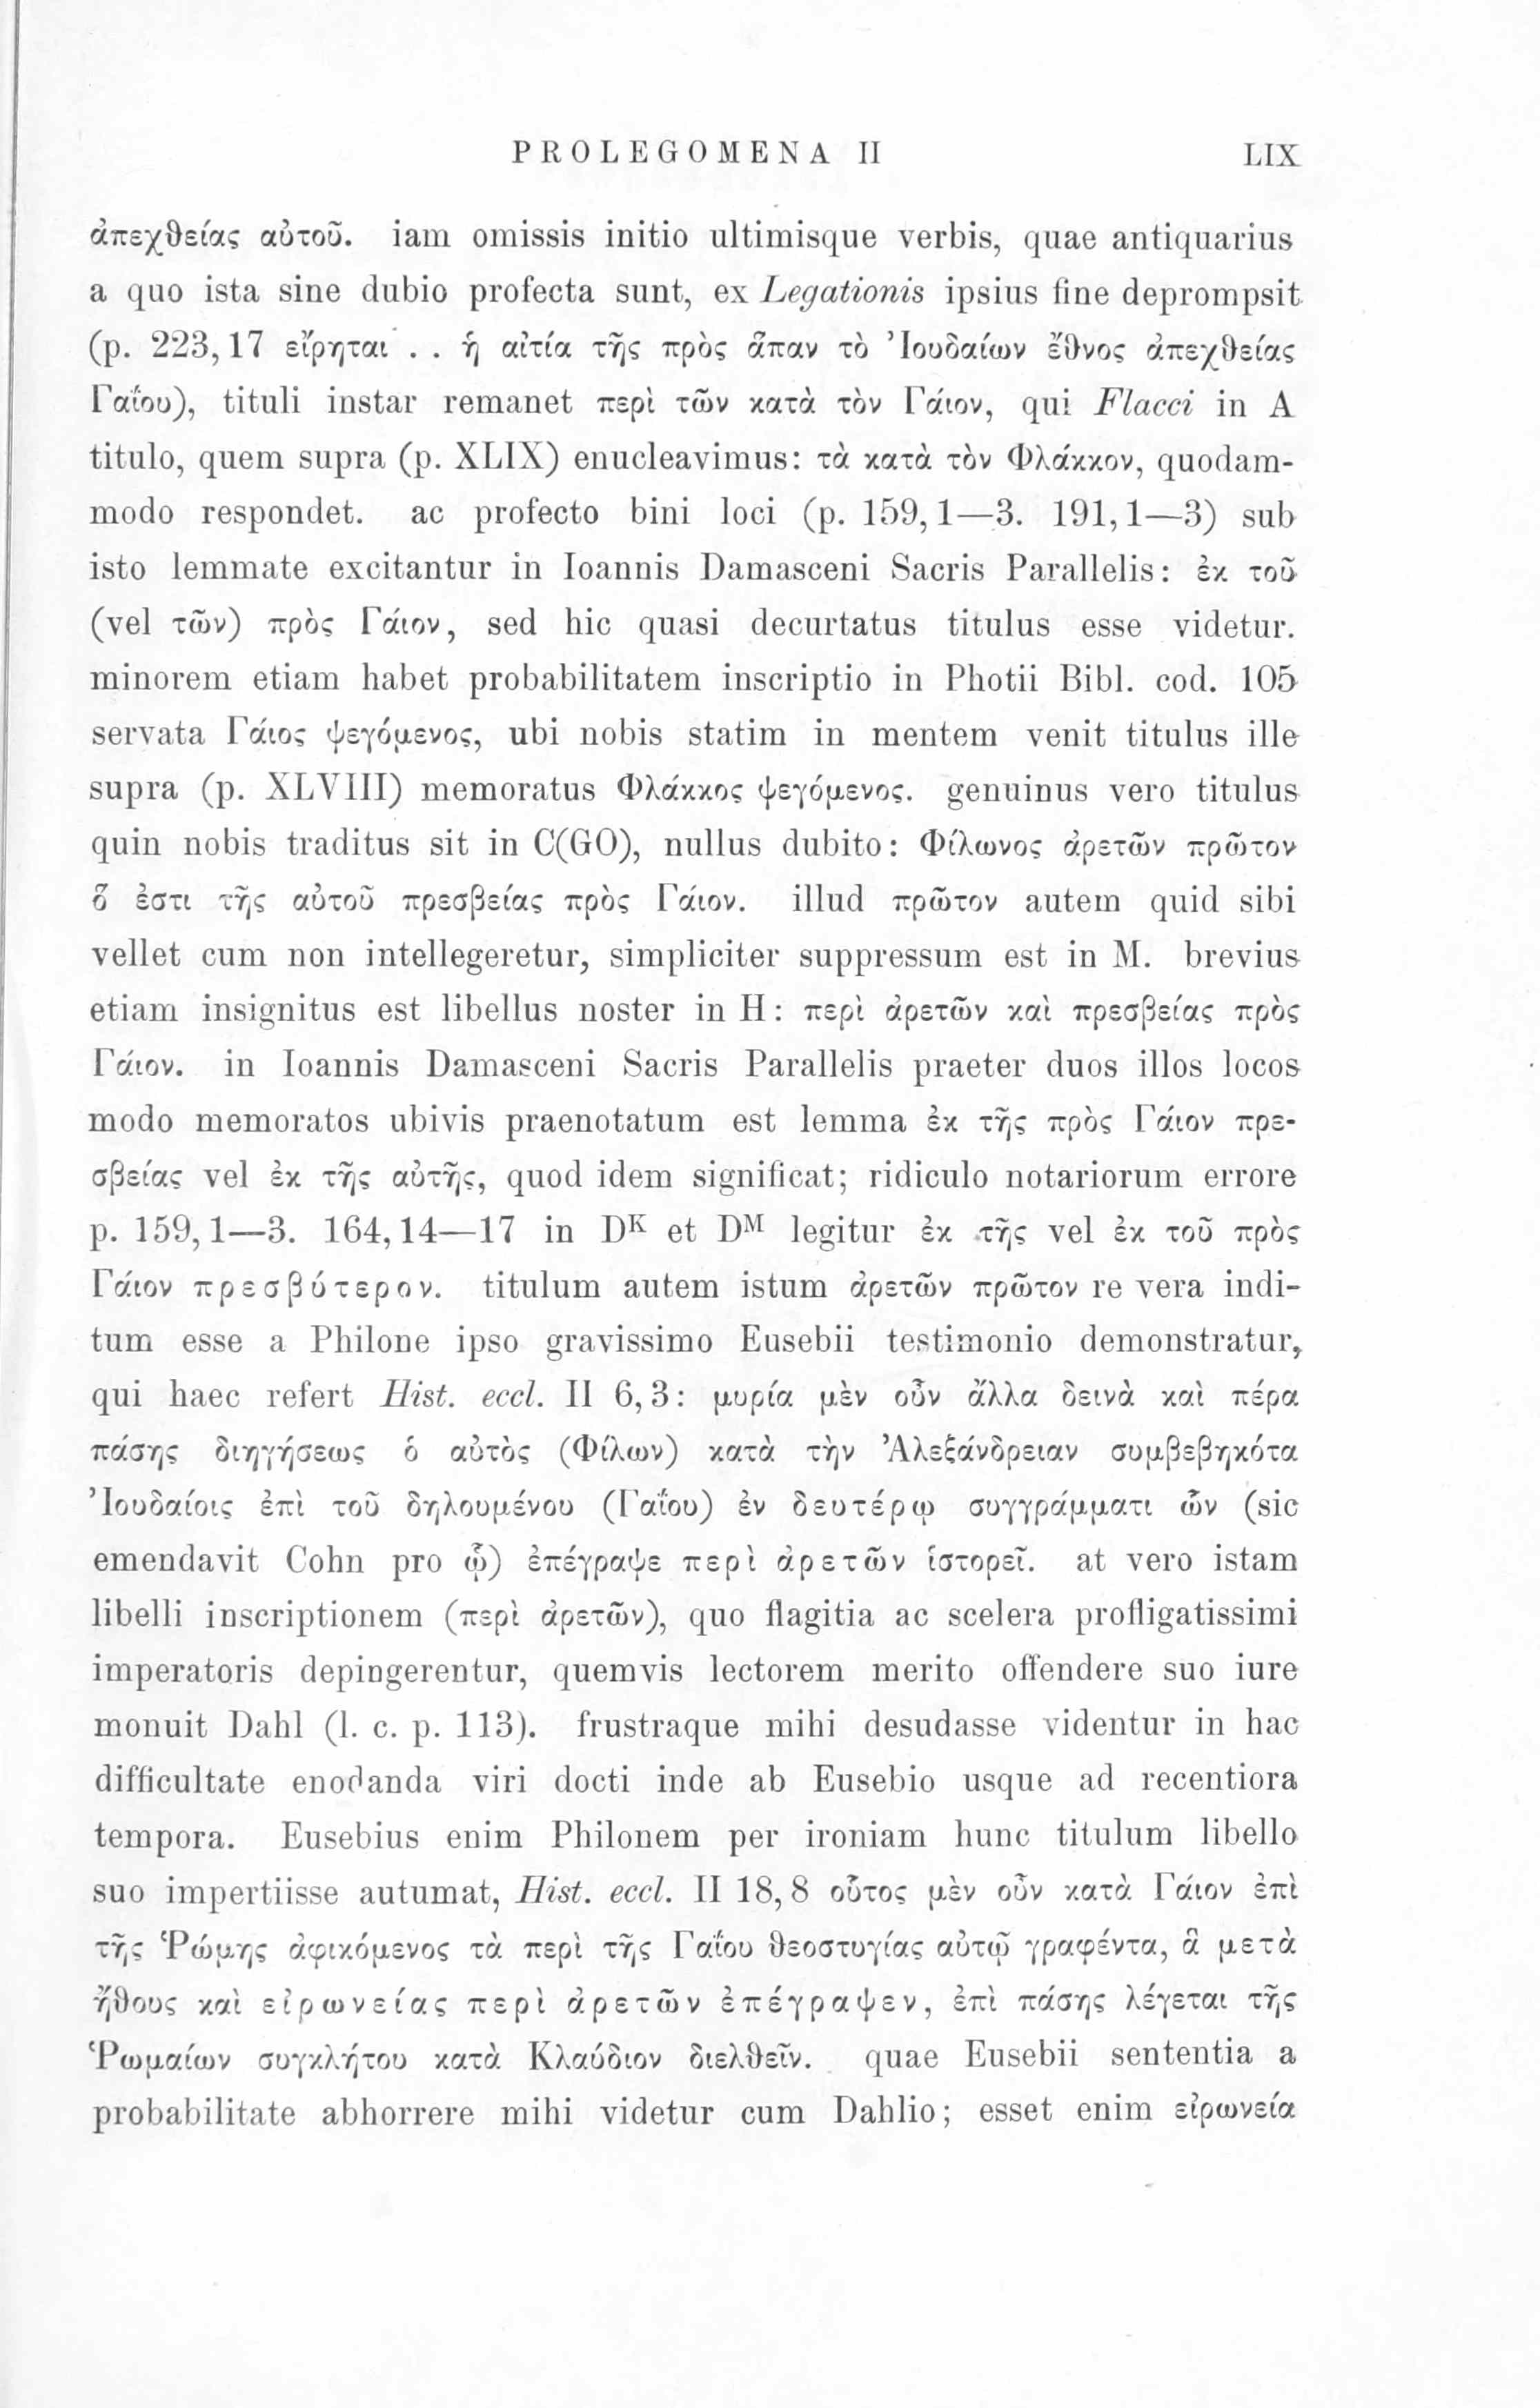 PROLEGOMENA II LIX
ἀπεχθείας αὐτοῦ. iam omissis initio ultimisque verbis, quae antiquarius
a quo ista sine dubio profecta sunt, ex Legationis ipsius fine deprompsit
(p. 223,17 εἴρηται . . ἡ αἰτία τῆς πρὸς ἅπαν τὸ Ἰουδαίων ἔθνος ἀπεχθείας
Γαΐου), tituli instar remanet περὶ τῶν κατὰ τὸν Γάιον, qui Flacci in A
titulo, quem supra (p. XLIX) enucleavimus: τὰ κατὰ τὸν Φλάκκον, quodam-
modo respondet. ac profecto bini loci (p. 159,1—3. 191,1—3) sub
isto lemmate excitantur in Ioannis Damasceni Sacris Parallelis: ἐκ τοῦ
(vel τῶν) πρὸς Γάιον, sed hic quasi decurtatus titulus esse videtur.
minorem etiam habet probabilitatem inscriptio in Photii Bibl. cod. 105
servata Γάιος ψεγόμενος, ubi nobis statim in mentem venit titulus ille
supra (p. XLVIII) memoratus Φλάκκος ψεγόμενος. genuinus vero titulus
quin nobis traditus sit in C(GO), nullus dubito: Φίλωνος ἀρετῶν πρῶτον
ὅ ἐστι τῆς αὐτοῦ πρεσβείας πρὸς Γάιον. illud πρῶτον autem quid sibi
vellet cum non intellegeretur, simpliciter suppressum est in M. brevius
etiam insignitus est libellus noster in H: περὶ ἀρετῶν καὶ πρεσβείας πρὸς
Γάιον. in Ioannis Damasceni Sacris Parallelis praeter duos illos locos
modo memoratos ubivis praenotatum est lemma ἐκ τῆς πρὸς Γάιον πρε-
σβείας vel ἐκ τῆς αὐτῆς, quod idem significat; ridiculo notariorum errore
p. 159,1—3. 164,14—17 in Dᴷ et Dᴹ legitur ἐκ τῆς vel ἐκ τοῦ πρὸς
Γάιον πρεσβύτερον. titulum autem istum ἀρετῶν πρῶτον re vera indi-
tum esse a Philone ipso gravissimo Eusebii testimonio demonstratur,
qui haec refert Hist. eccl. II 6,3: μυρία μὲν οὖν ἄλλα δεινὰ καὶ πέρα
πάσης διηγήσεως ὁ αὐτὸς (Φίλων) κατὰ τὴν Ἀλεξάνδρειαν συμβεβηκότα
Ἰουδαίοις ἐπὶ τοῦ δηλουμένου (Γαΐου) ἐν δευτέρῳ συγγράμματι ὧν (sic
emendavit Cohn pro ᾧ) ἐπέγραψε περὶ ἀρετῶν ἱστορεῖ. at vero istam
libelli inscriptionem (περὶ ἀρετῶν), quo flagitia ac scelera profligatissimi
imperatoris depingerentur, quemvis lectorem merito offendere suo iure
monuit Dahl (l. c. p. 113). frustraque mihi desudasse videntur in hac
difficultate enodanda viri docti inde ab Eusebio usque ad recentiora
tempora. Eusebius enim Philonem per ironiam hunc titulum libello
suo impertiisse autumat, Hist. eccl. II 18,8 οὗτος μὲν οὖν κατὰ Γάιον ἐπὶ
τῆς Ῥώμης ἀφικόμενος τὰ περὶ τῆς Γαΐου θεοστυγίας αὐτῷ γραφέντα, ἃ μετὰ
ἤθους καὶ εἰρωνείας περὶ ἀρετῶν ἐπέγραψεν, ἐπὶ πάσης λέγεται τῆς
Ῥωμαίων συγκλήτου κατὰ Κλαύδιον διελθεῖν. quae Eusebii sententia a
probabilitate abhorrere mihi videtur cum Dahlio; esset enim εἰρωνεία